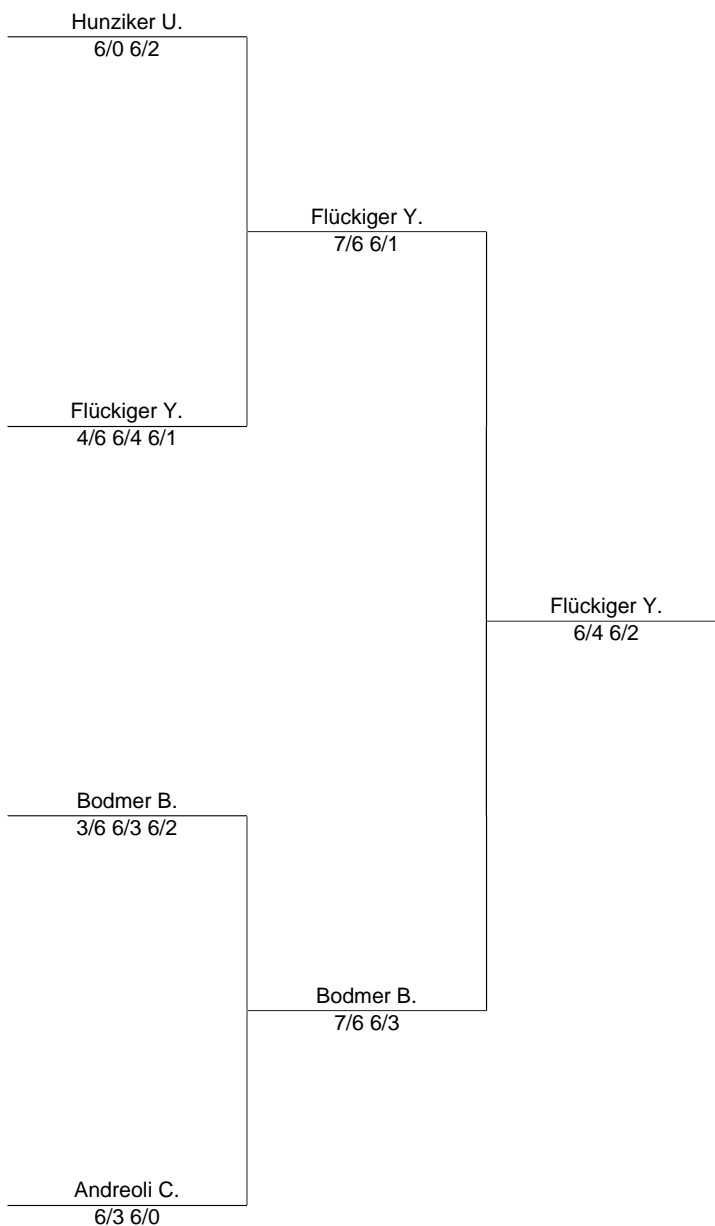 Hunziker U.
6/0 6/2
Flückiger Y.
7/6 6/1
Flückiger Y.
4/6 6/4 6/1
Flückiger Y.
6/4 6/2
Bodmer B.
3/6 6/3 6/2
Bodmer B.
7/6 6/3
Andreoli C.
6/3 6/0